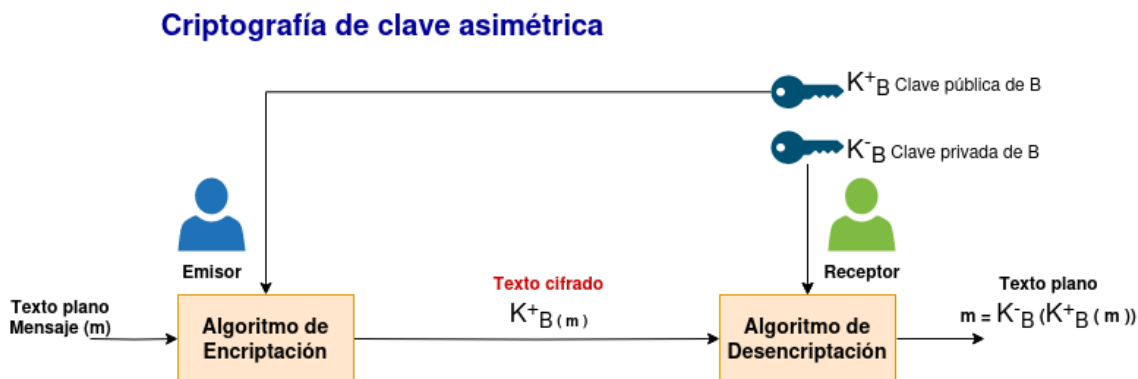 Criptografía de clave asimétrica
K+B Clave pública de B
K-B Clave privada de B
Emisor
Receptor
Texto plano
Mensaje (m)
Algoritmo de
Encriptación
Texto cifrado
K+B ( m )
Algoritmo de
Desencriptación
Texto plano
m = K-B (K+B ( m ))